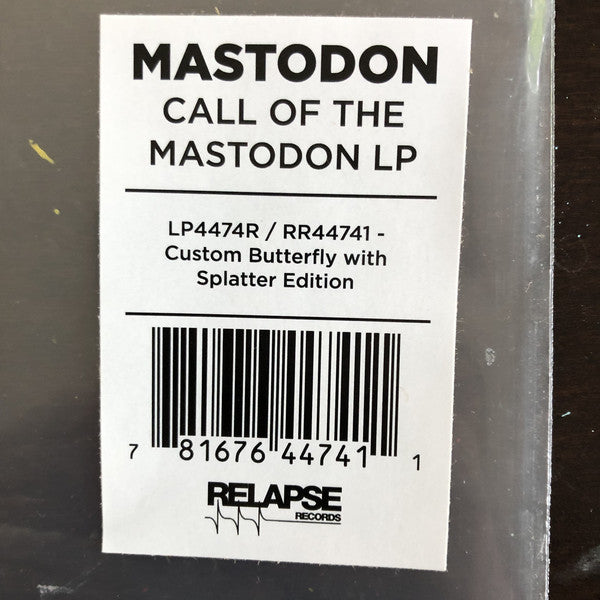 MASTODON
CALL OF THE
MASTODON LP
LP4474R / RR44741 -
Custom Butterfly with
Splatter Edition
7 81676 44741 1
RELAPSE
RECORDS